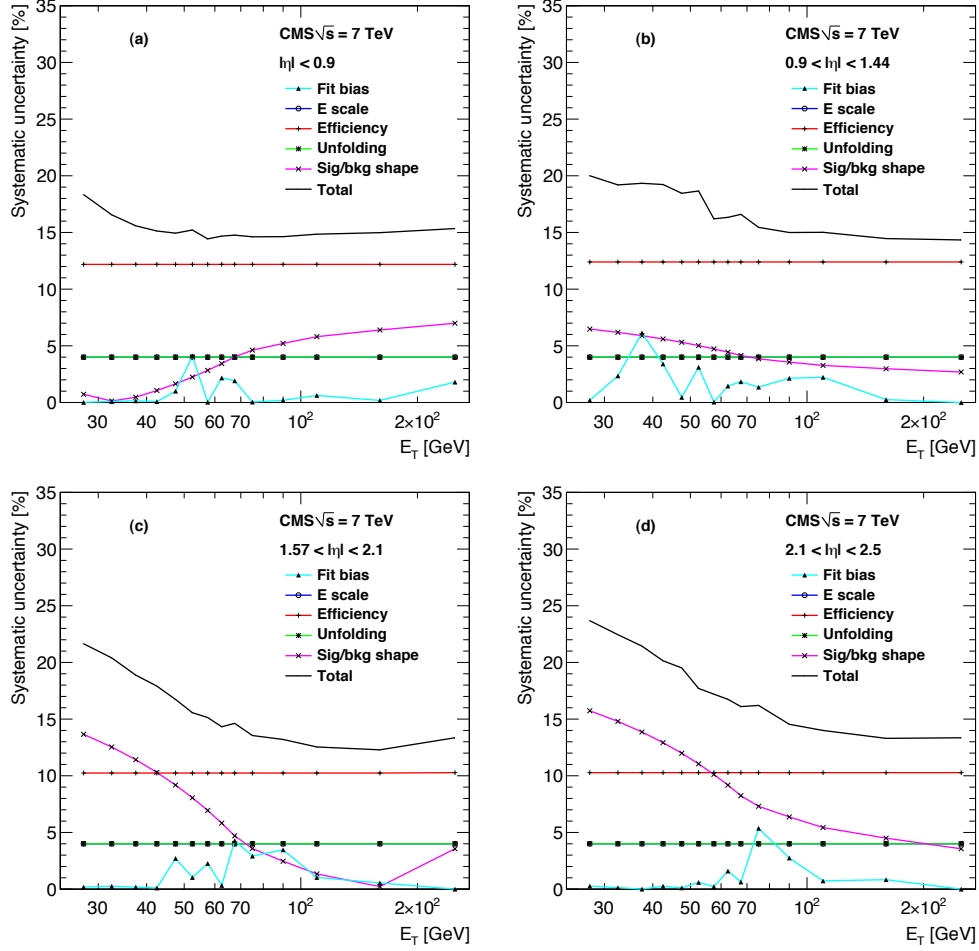 Systematic uncertainty [%]
35
30
25
20
15
10
5
0
(a)
CMS√s = 7 TeV
|η| < 0.9
Fit bias
E scale
Efficiency
Unfolding
Sig/bkg shape
Total
30 40 50 60 70 10² 2×10²
E_T [GeV]
Systematic uncertainty [%]
35
30
25
20
15
10
5
0
(b)
CMS√s = 7 TeV
0.9 < |η| < 1.44
Fit bias
E scale
Efficiency
Unfolding
Sig/bkg shape
Total
30 40 50 60 70 10² 2×10²
E_T [GeV]
Systematic uncertainty [%]
35
30
25
20
15
10
5
0
(c)
CMS√s = 7 TeV
1.57 < |η| < 2.1
Fit bias
E scale
Efficiency
Unfolding
Sig/bkg shape
Total
30 40 50 60 70 10² 2×10²
E_T [GeV]
Systematic uncertainty [%]
35
30
25
20
15
10
5
0
(d)
CMS√s = 7 TeV
2.1 < |η| < 2.5
Fit bias
E scale
Efficiency
Unfolding
Sig/bkg shape
Total
30 40 50 60 70 10² 2×10²
E_T [GeV]